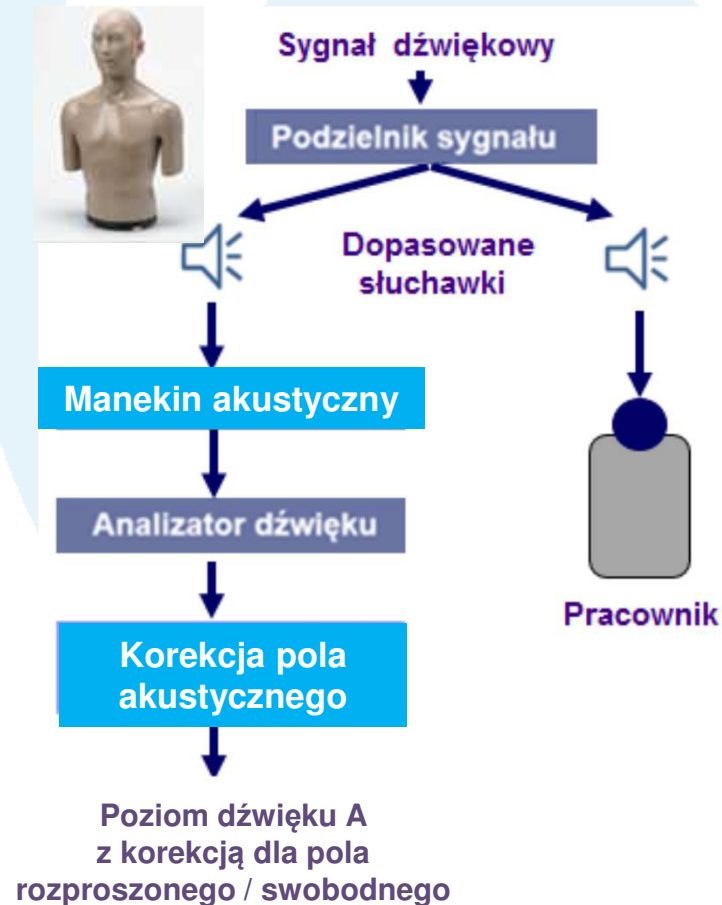 Sygnał dźwiękowy
Podzielnik sygnału
Dopasowane
słuchawki
Manekin akustyczny
Analizator dźwięku
Pracownik
Korekcja pola
akustycznego
Poziom dźwięku A
z korekcją dla pola
rozproszonego / swobodnego